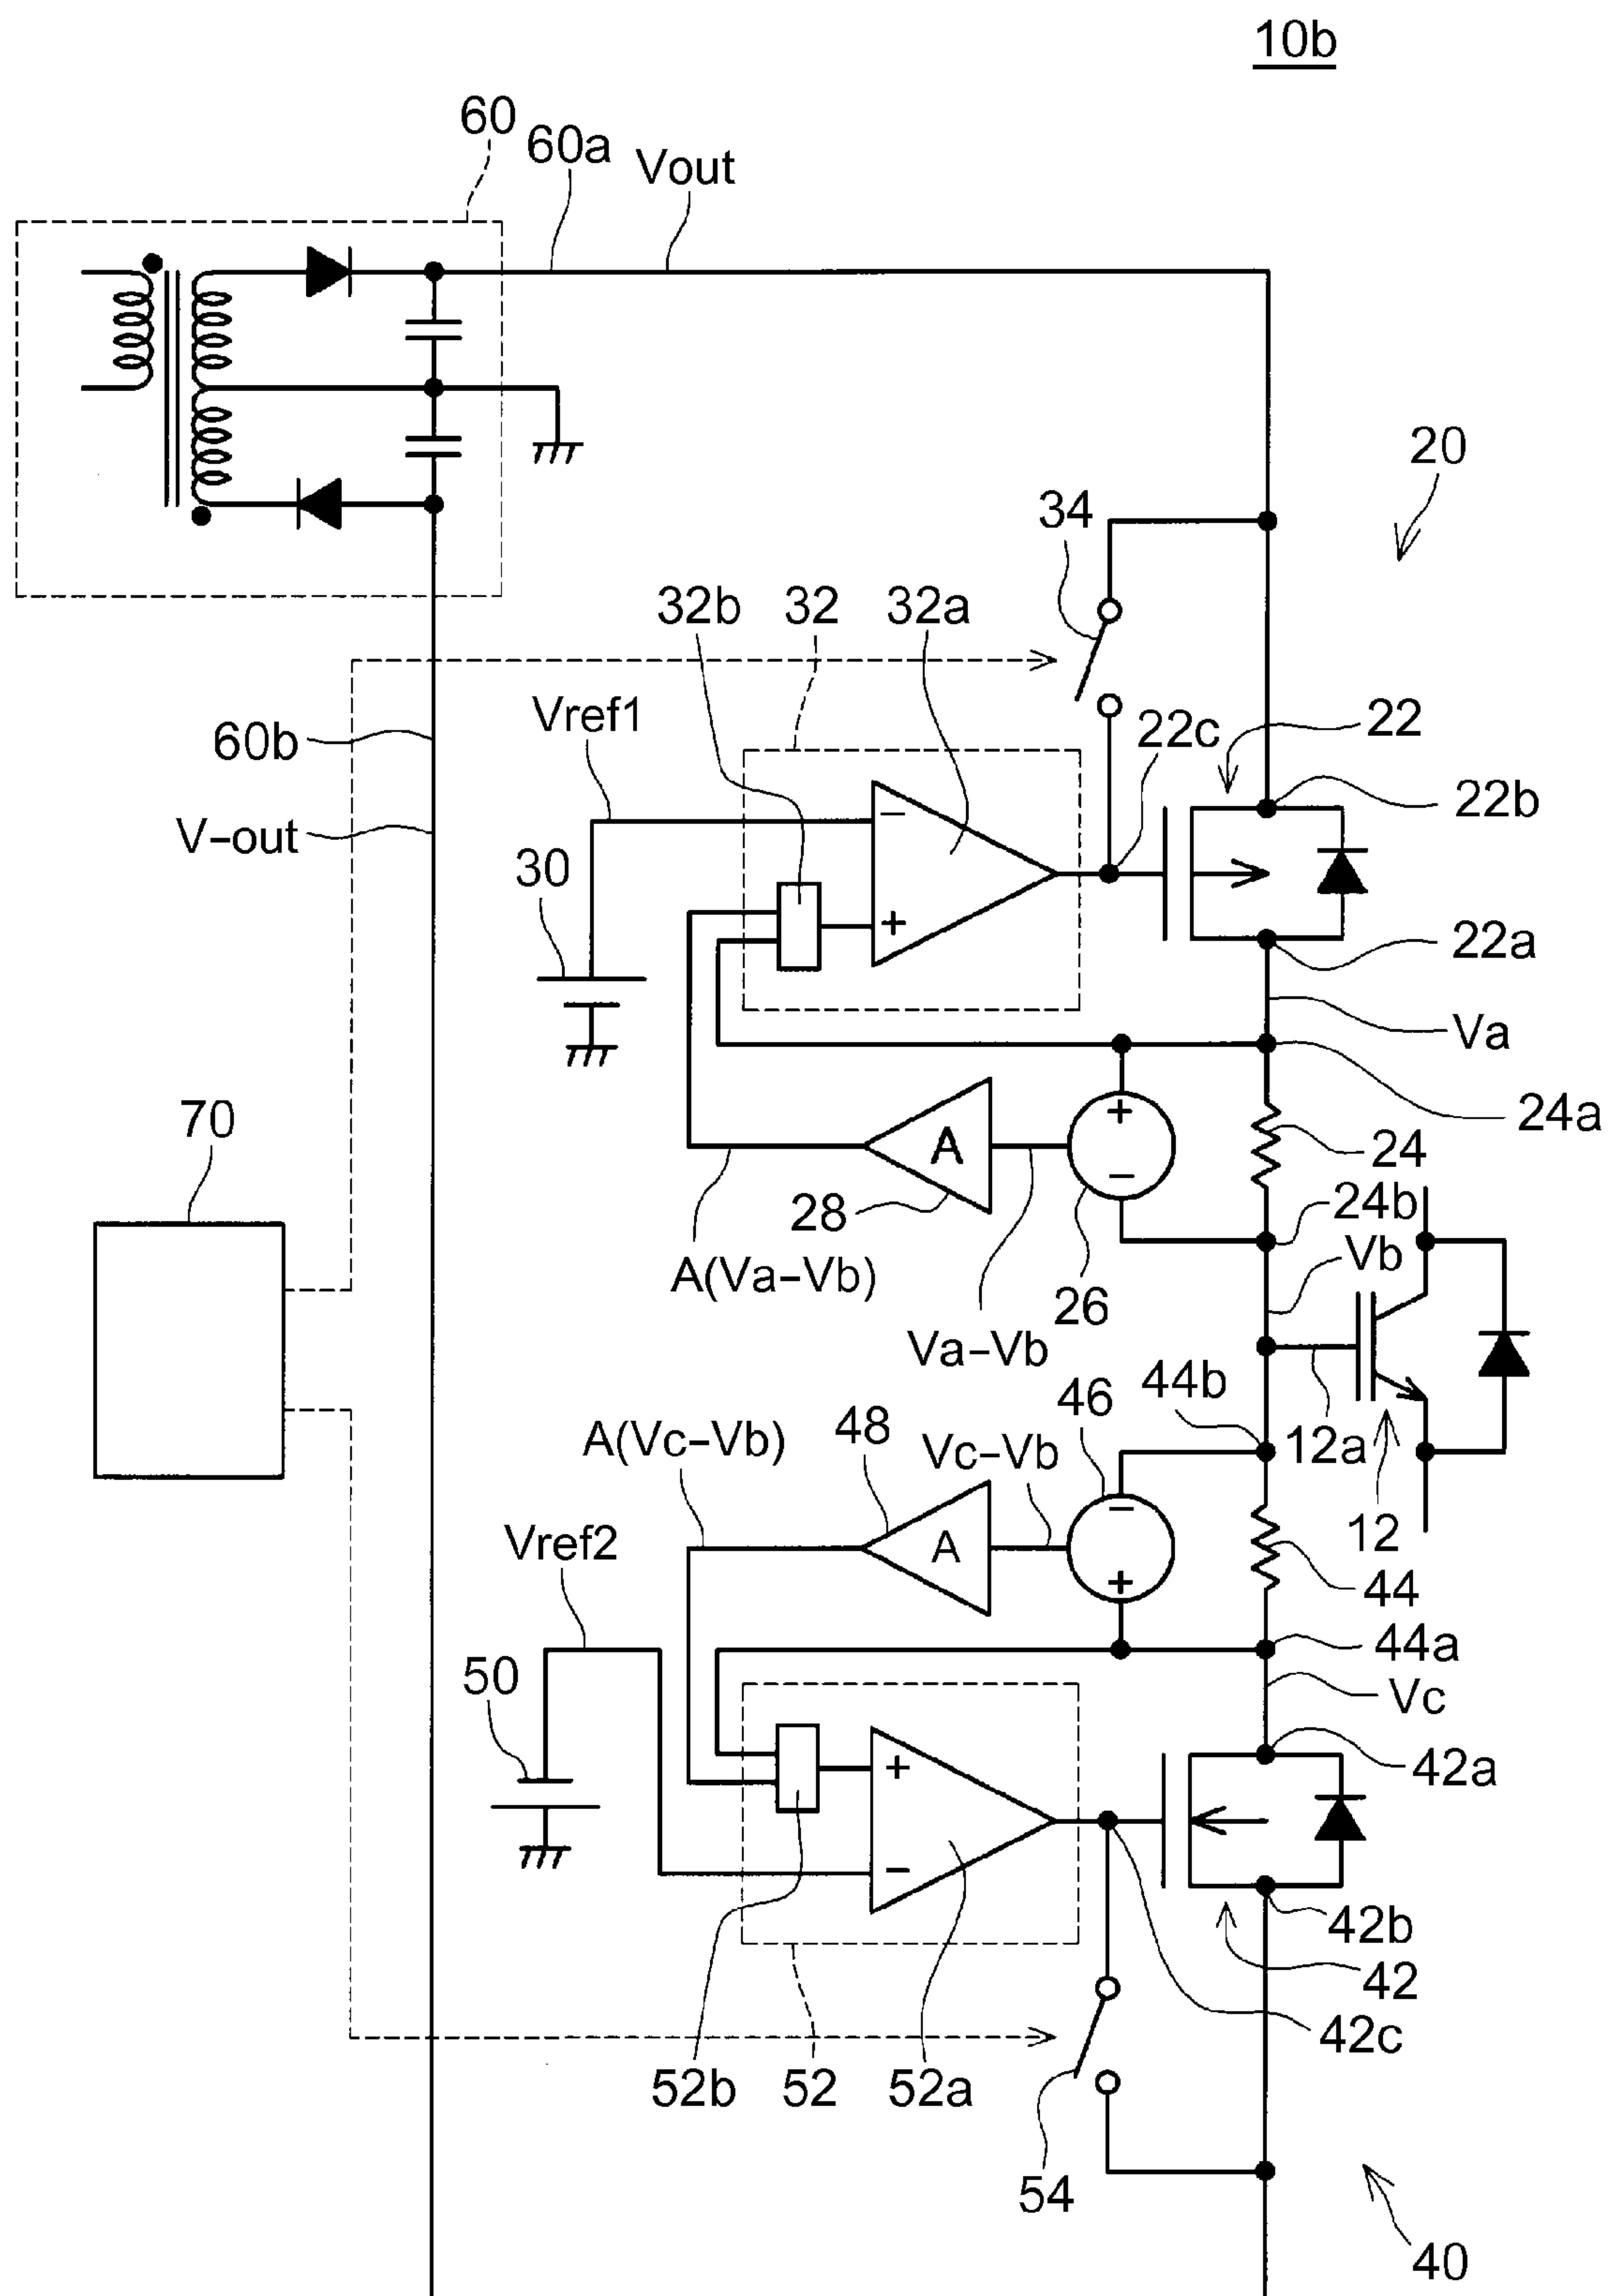 10b
60
60a
Vout
20
34
32b
32
32a
Vref1
22c
22
60b
22b
V-out
30
+
−
22a
Va
24a
70
+
A
24
−
28
24b
Vb
A(Va-Vb)
26
Va-Vb
44b
46
A(Vc-Vb)
48
Vc-Vb
12a
−
12
Vref2
A
+
44
44a
50
Vc
42a
+
−
42b
42
42c
52b
52
52a
54
40